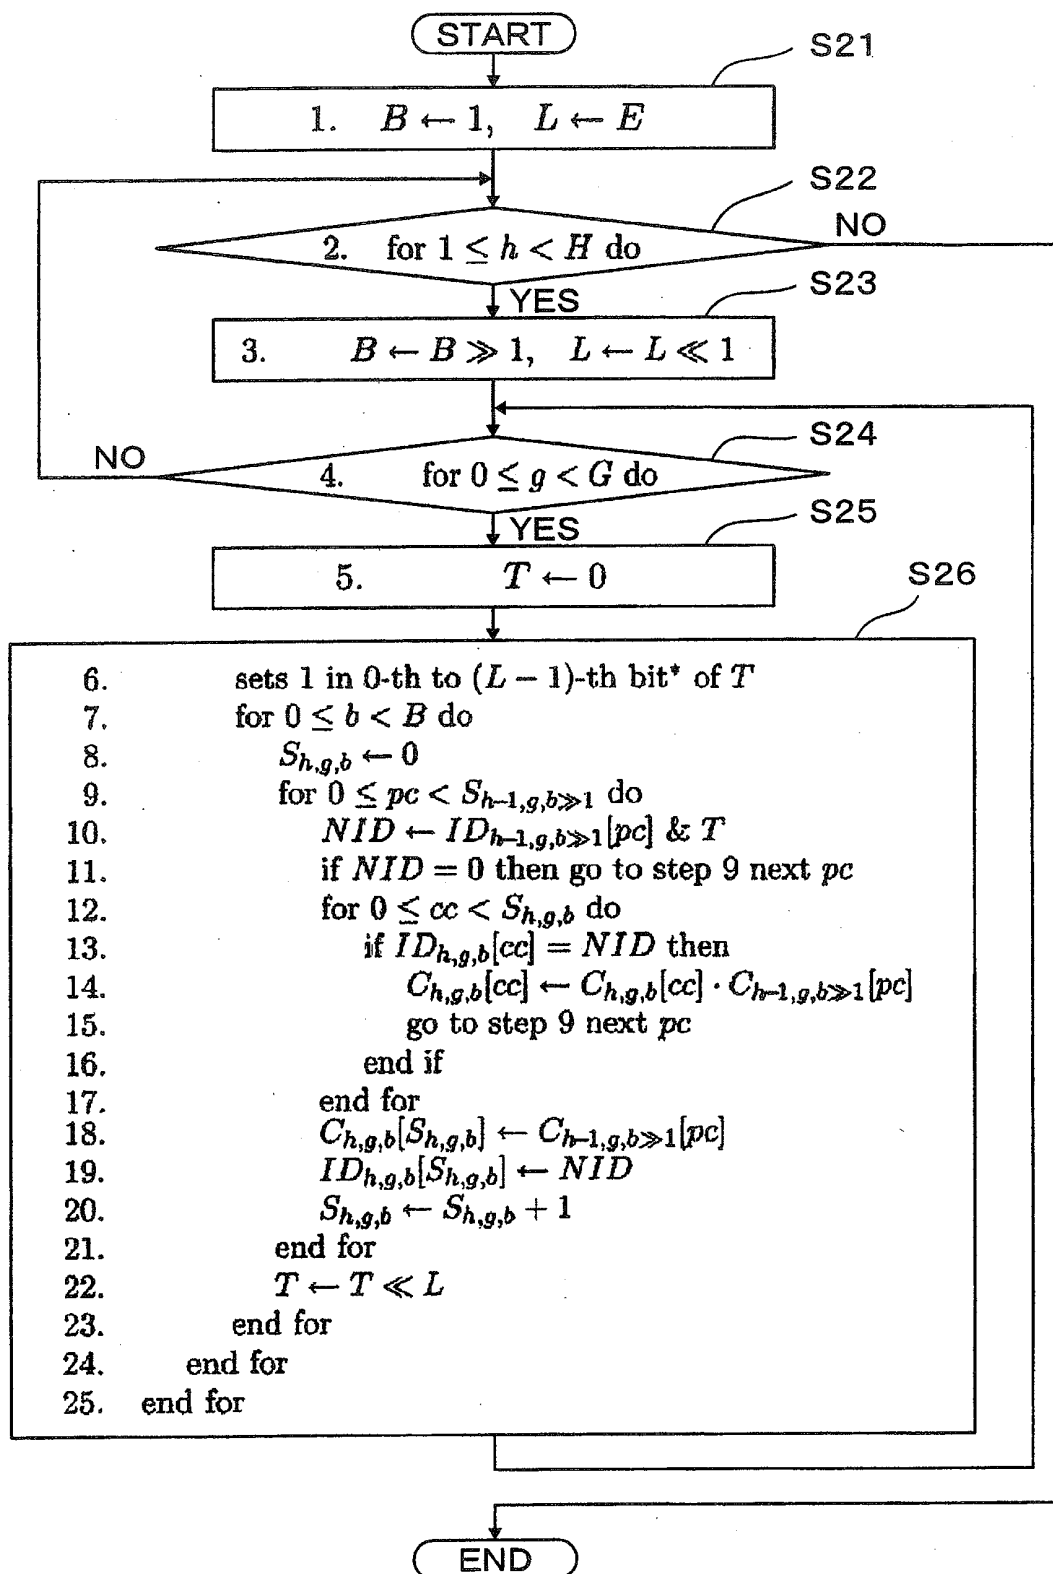 START
S21
1. B ← 1, L ← E
S22
NO
2. for 1 ≤ h < H do
S23
YES
3. B ← B ≫ 1, L ← L ≪ 1
S24
NO
4. for 0 ≤ g < G do
S25
YES
5. T ← 0
S26
6. sets 1 in 0-th to (L − 1)-th bit* of T
7. for 0 ≤ b < B do
8. S_{h,g,b} ← 0
9. for 0 ≤ pc < S_{h-1,g,b≫1} do
10. NID ← ID_{h-1,g,b≫1}[pc] & T
11. if NID = 0 then go to step 9 next pc
12. for 0 ≤ cc < S_{h,g,b} do
13. if ID_{h,g,b}[cc] = NID then
14. C_{h,g,b}[cc] ← C_{h,g,b}[cc] · C_{h-1,g,b≫1}[pc]
15. go to step 9 next pc
16. end if
17. end for
18. C_{h,g,b}[S_{h,g,b}] ← C_{h-1,g,b≫1}[pc]
19. ID_{h,g,b}[S_{h,g,b}] ← NID
20. S_{h,g,b} ← S_{h,g,b} + 1
21. end for
22. T ← T ≪ L
23. end for
24. end for
25. end for
END